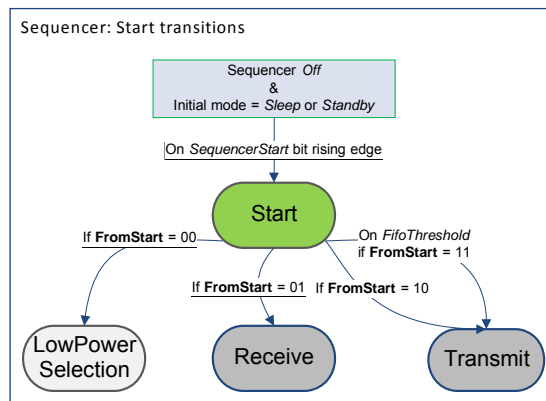 Sequencer: Start transitions
Sequencer Off
&
Initial mode = Sleep or Standby
On SequencerStart bit rising edge
Start
If FromStart = 00
On FifoThreshold
if FromStart = 11
If FromStart = 01
If FromStart = 10
LowPower
Selection
Receive
Transmit